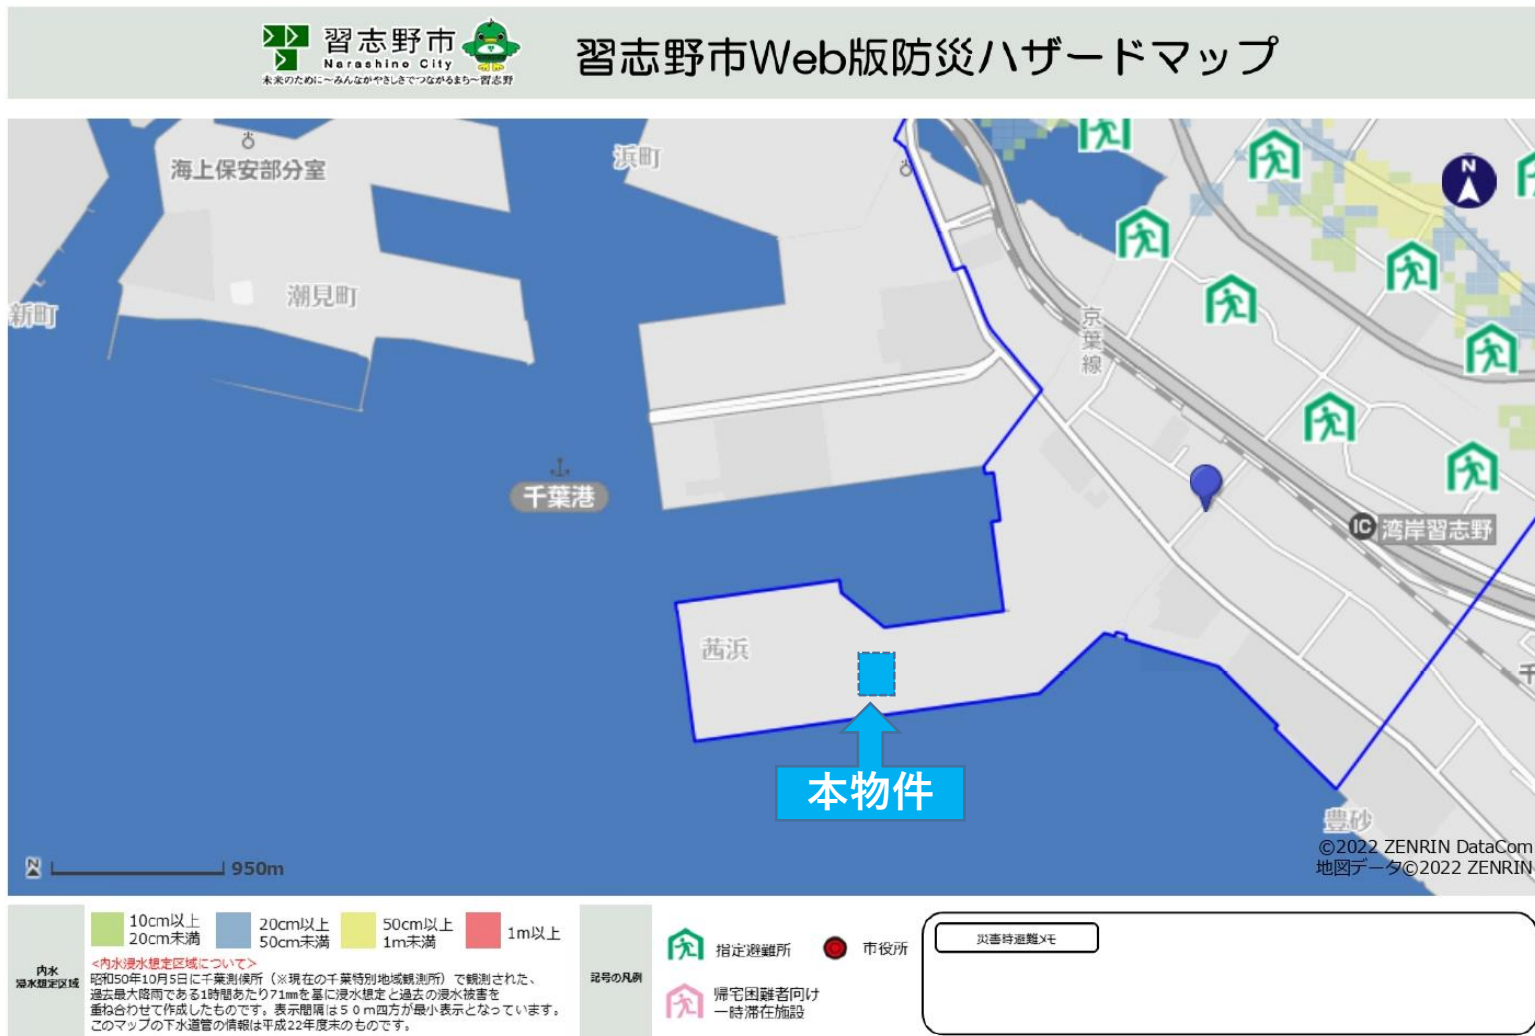 習志野市
Narashino City
未来のために～みんながやさしさでつながるまち～習志野
習志野市Web版防災ハザードマップ
海上保安部分室
浜町
N
潮見町
新町
京葉線
千葉港
IC 湾岸習志野
茜浜
千
本物件
豊砂
©2022 ZENRIN DataCom
地図データ©2022 ZENRIN
N
950m
内水
浸水想定区域
10cm以上
20cm未満
20cm以上
50cm未満
50cm以上
1m未満
1m以上
<内水浸水想定区域について>
昭和50年10月5日に千葉測候所（※現在の千葉特別地域観測所）で観測された、
過去最大降雨である1時間あたり71㎜を基に浸水想定と過去の浸水被害を
重ね合わせて作成したものです。表示間隔は５０ｍ四方が最小表示となっています。
このマップの下水道管の情報は平成22年度末のものです。
記号の凡例
指定避難所
市役所
帰宅困難者向け
一時滞在施設
災害時避難メモ